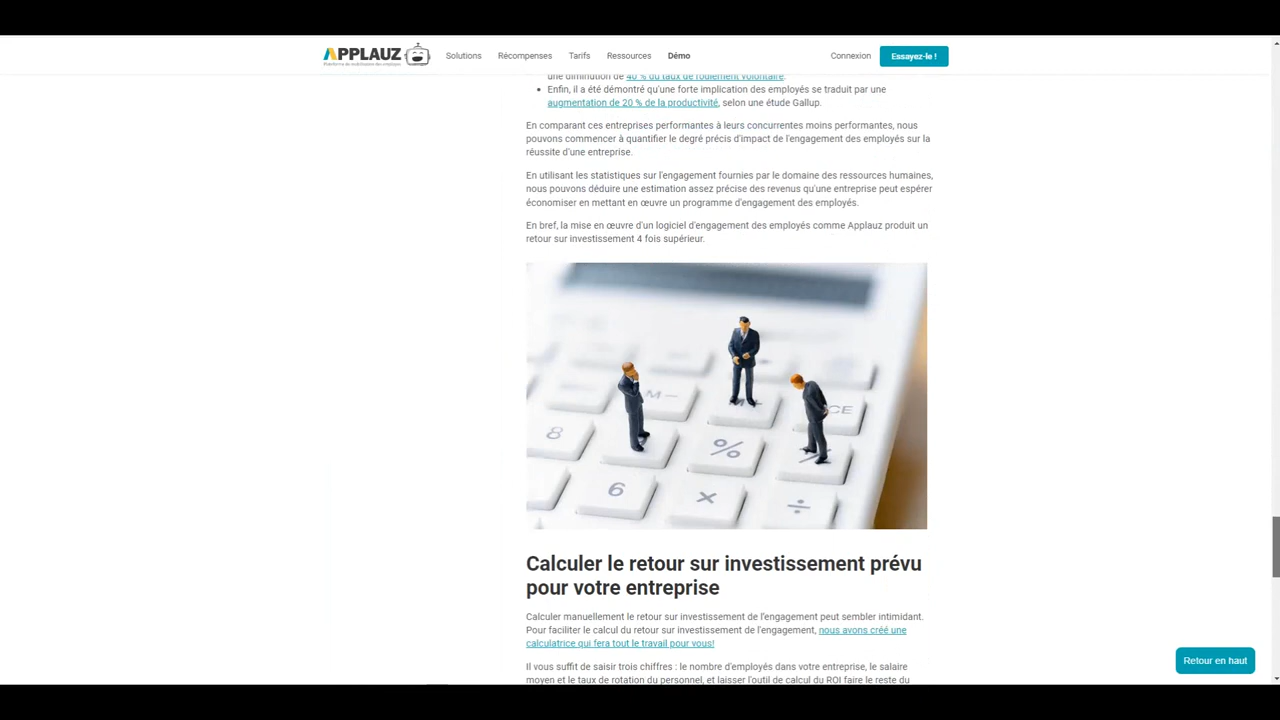 APPLAUZ
Solutions
Récompenses
Tarifs
Ressources
Démo
Connexion
Essayez-le !
une diminution de 40 % du taux de roulement volontaire.
• Enfin, il a été démontré qu'une forte implication des employés se traduit par une
augmentation de 20 % de la productivité, selon une étude Gallup.
En comparant ces entreprises performantes à leurs concurrentes moins performantes, nous
pouvons commencer à quantifier le degré précis d'impact de l'engagement des employés sur la
réussite d'une entreprise.
En utilisant les statistiques sur l'engagement fournies par le domaine des ressources humaines,
nous pouvons déduire une estimation assez précise des revenus qu'une entreprise peut espérer
économiser en mettant en œuvre un programme d'engagement des employés.
En bref, la mise en œuvre d'un logiciel d'engagement des employés comme Applauz produit un
retour sur investissement 4 fois supérieur.
M−
CE
8
%
6
×
÷
Calculer le retour sur investissement prévu
pour votre entreprise
Calculer manuellement le retour sur investissement de l'engagement peut sembler intimidant.
Pour faciliter le calcul du retour sur investissement de l'engagement, nous avons créé une
calculatrice qui fera tout le travail pour vous!
Il vous suffit de saisir trois chiffres : le nombre d'employés dans votre entreprise, le salaire
moyen et le taux de rotation du personnel, et laisser l'outil de calcul du ROI faire le reste du
Retour en haut